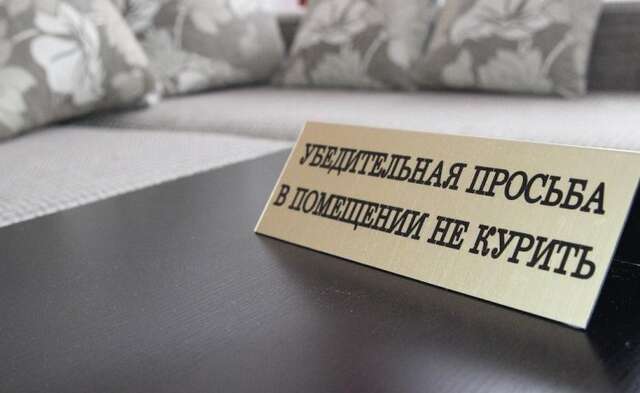 УБЕДИТЕЛЬНАЯ ПРОСЬБА
В ПОМЕЩЕНИИ НЕ КУРИТЬ